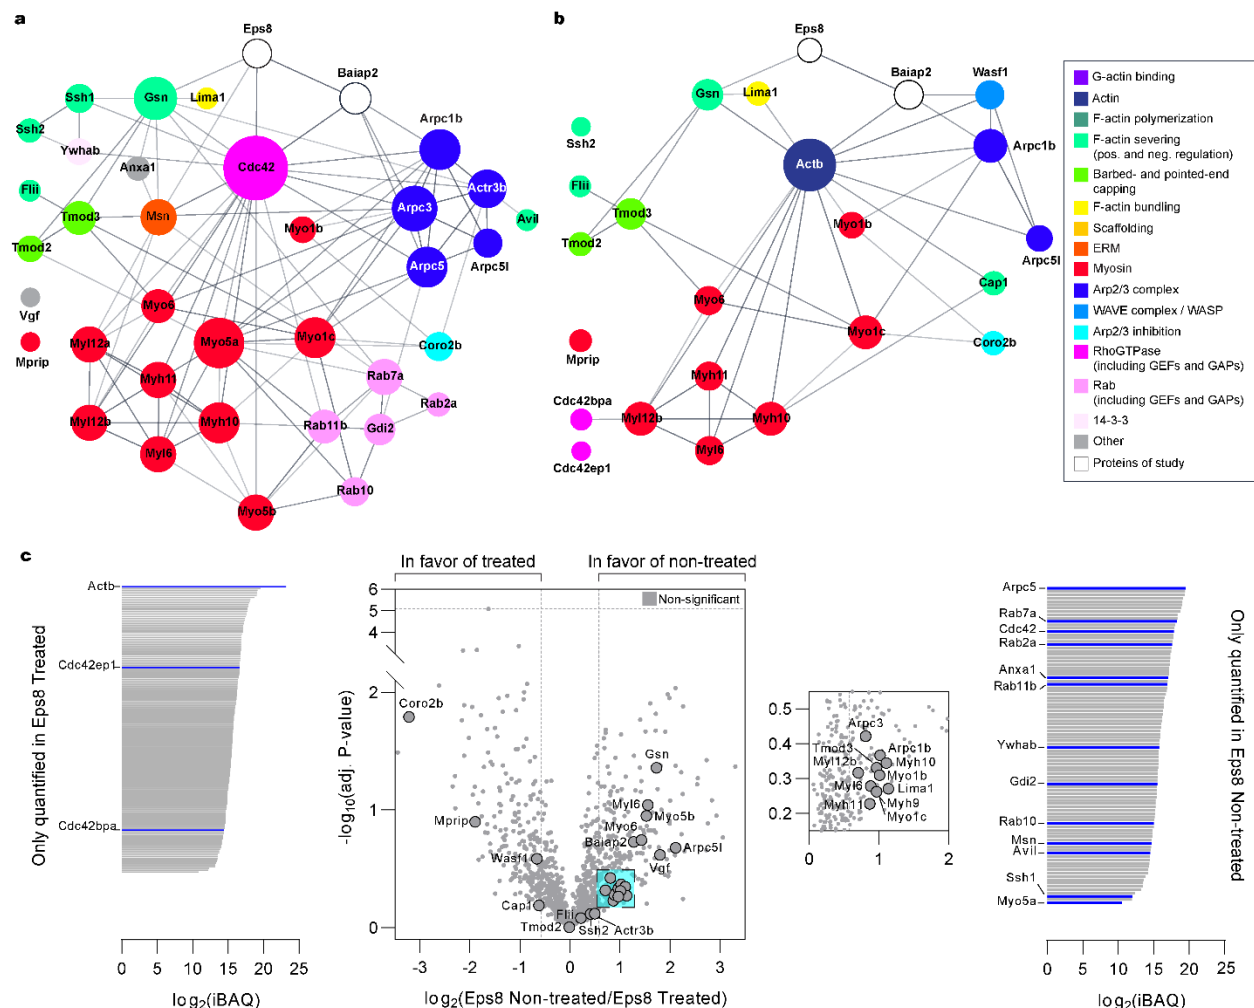 a
Eps8
Baiap2
Ssh1
Gsn
Lima1
Ssh2
Ywhab
Anxa1
Cdc42
Arpc1b
Actr3b
Arpc3
Avil
Flii
Tmod3
Msn
Myo1b
Tmod2
Arpc5
Arpc5l
Vgf
Mprip
Myo6
Myl12a
Myo5a
Myo1c
Coro2b
Myh11
Rab7a
Rab2a
Myl12b
Myh10
Rab11b
Gdi2
Myl6
Rab10
Myo5b
b
Eps8
Baiap2
Wasf1
Gsn
Lima1
Ssh2
Actb
Arpc1b
Flii
Tmod3
Tmod2
Myo1b
Arpc5l
Cap1
Myo6
Myo1c
Coro2b
Mprip
Myh11
Cdc42bpa
Myl12b
Myh10
Myl6
Cdc42ep1
G-actin binding
Actin
F-actin polymerization
F-actin severing
(pos. and neg. regulation)
Barbed- and pointed-end
capping
F-actin bundling
Scaffolding
ERM
Myosin
Arp2/3 complex
WAVE complex / WASP
Arp2/3 inhibition
RhoGTPase
(including GEFs and GAPs)
Rab
(including GEFs and GAPs)
14-3-3
Other
Proteins of study
c
Only quantified in Eps8 Treated
Actb
Cdc42ep1
Cdc42bpa
0 5 10 15 20 25
log2(iBAQ)
In favor of treated
In favor of non-treated
Non-significant
-log10(adj. P-value)
6
5
4
2
1
0
Coro2b
Gsn
Myl6
Mprip
Myo5b
Myo6
Baiap2
Arpc5l
Wasf1
Vgf
Cap1
Flii
Tmod2
Ssh2
Actr3b
-3 -2 -1 0 1 2 3
log2(Eps8 Non-treated/Eps8 Treated)
0.5
0.4
0.3
0.2
Arpc3
Tmod3
Arpc1b
Myl12b
Myh10
Myo1b
Myl6
Lima1
Myh11
Myh9
Myo1c
0 1 2
Arpc5
Rab7a
Cdc42
Rab2a
Anxa1
Rab11b
Ywhab
Gdi2
Rab10
Msn
Avil
Ssh1
Myo5a
0 5 10 15 20 25
log2(iBAQ)
Only quantified in Eps8 Non-treated